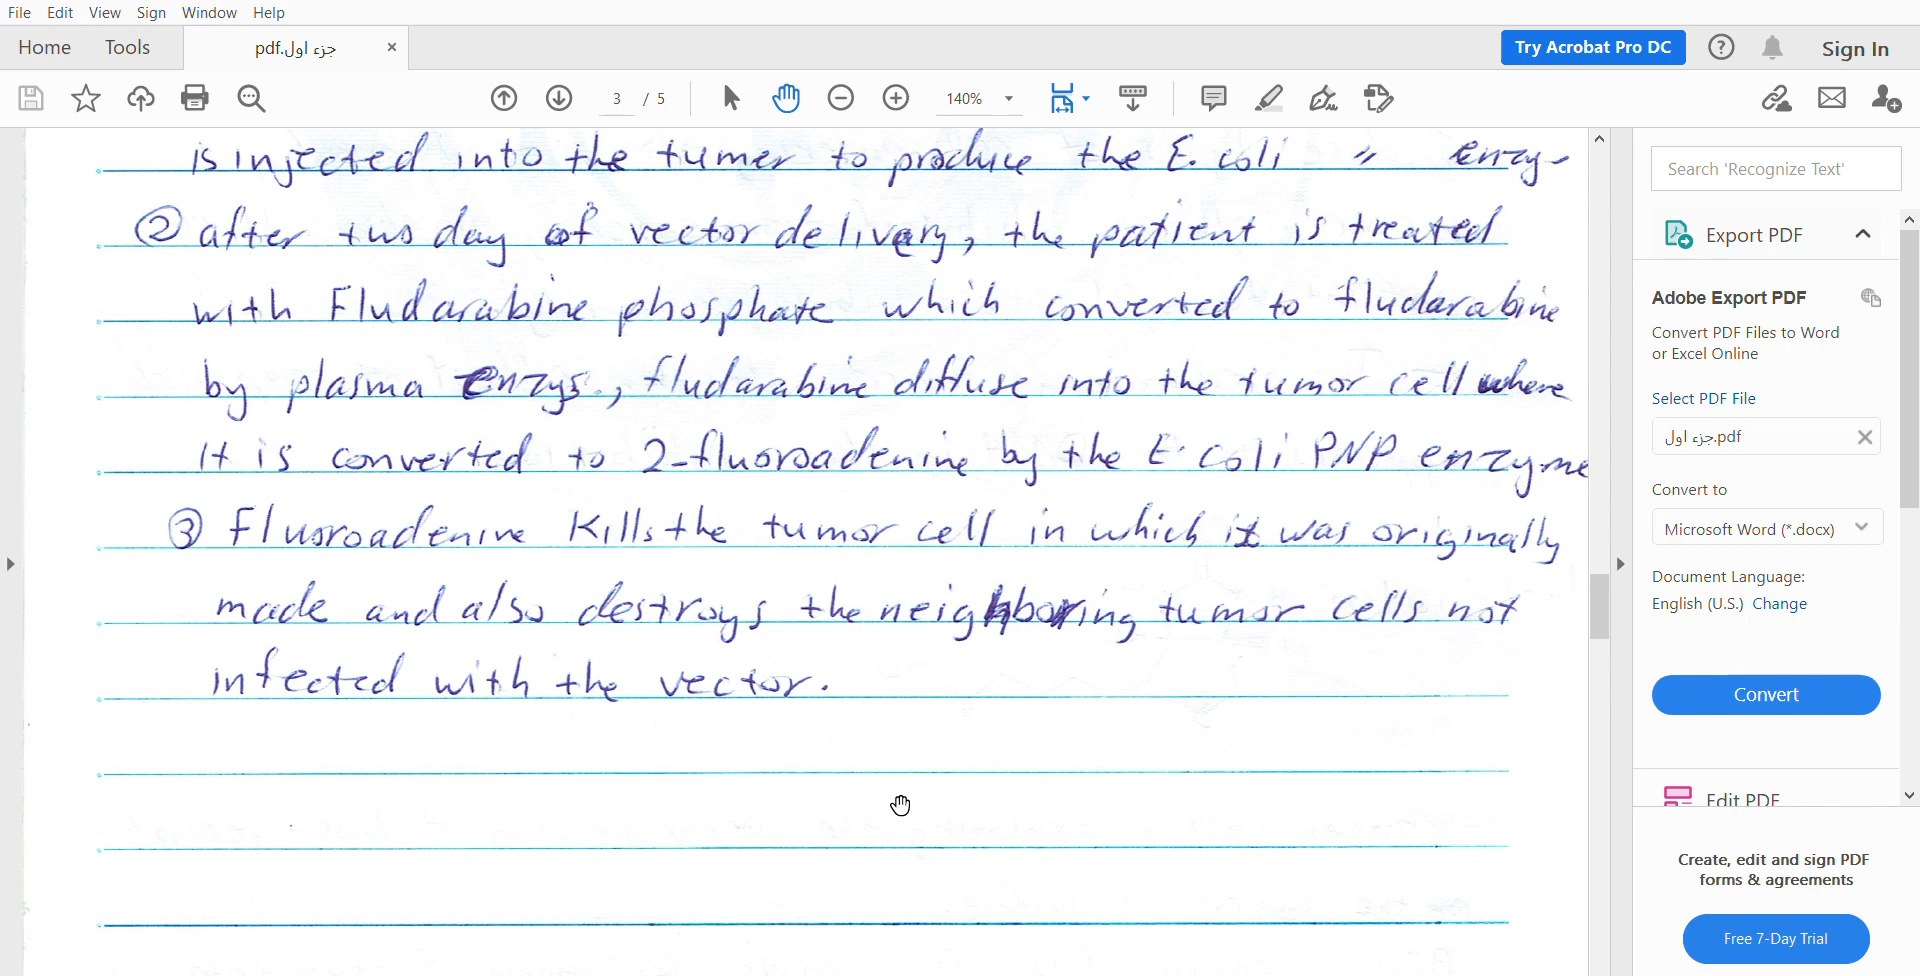 File Edit View Sign Window Help
Home Tools جزء اول.pdf × Try Acrobat Pro DC ? Sign In
3 / 5 140%
is injected into the tumer to produce the E. coli " enzy-
② after two day of vector delivery, the patient is treated
with Fludarabine phosphate which converted to fludarabine
by plasma enzys., fludarabine diffuse into the tumor cell where
it is converted to 2-fluoroadenine by the E. coli PNP enzyme
③ Fluoroadenine Kills the tumor cell in which it was originally
made and also destroys the neighboring tumor cells not
infected with the vector.
Search 'Recognize Text'
Export PDF
Adobe Export PDF
Convert PDF Files to Word
or Excel Online
Select PDF File
جزء اول.pdf
Convert to
Microsoft Word (*.docx)
Document Language:
English (U.S.) Change
Convert
Edit PDF
Create, edit and sign PDF
forms & agreements
Free 7-Day Trial